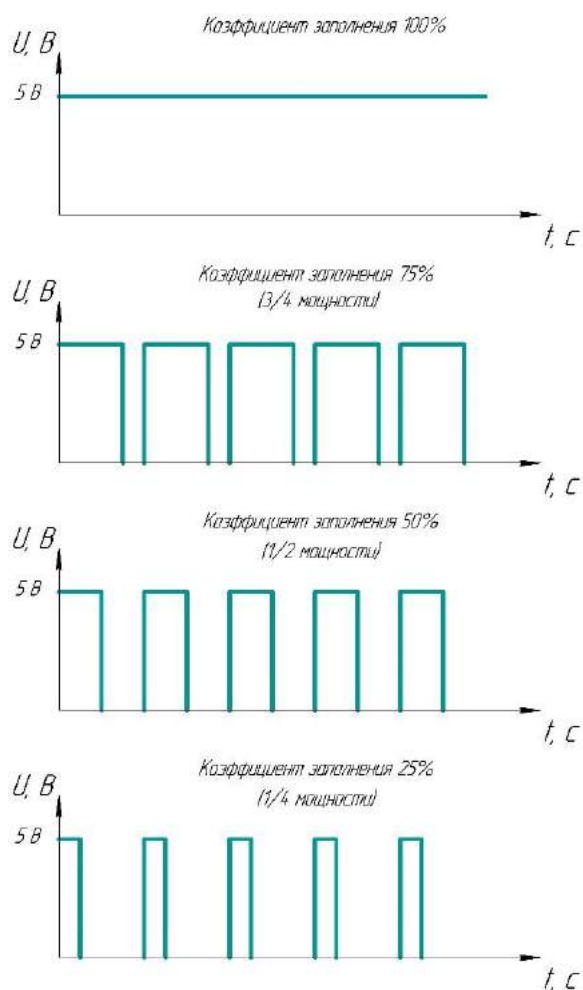 Коэффициент заполнения 100%
U, В
5 В
t, с
Коэффициент заполнения 75%
(3/4 мощности)
U, В
5 В
t, с
Коэффициент заполнения 50%
(1/2 мощности)
U, В
5 В
t, с
Коэффициент заполнения 25%
(1/4 мощности)
U, В
5 В
t, с